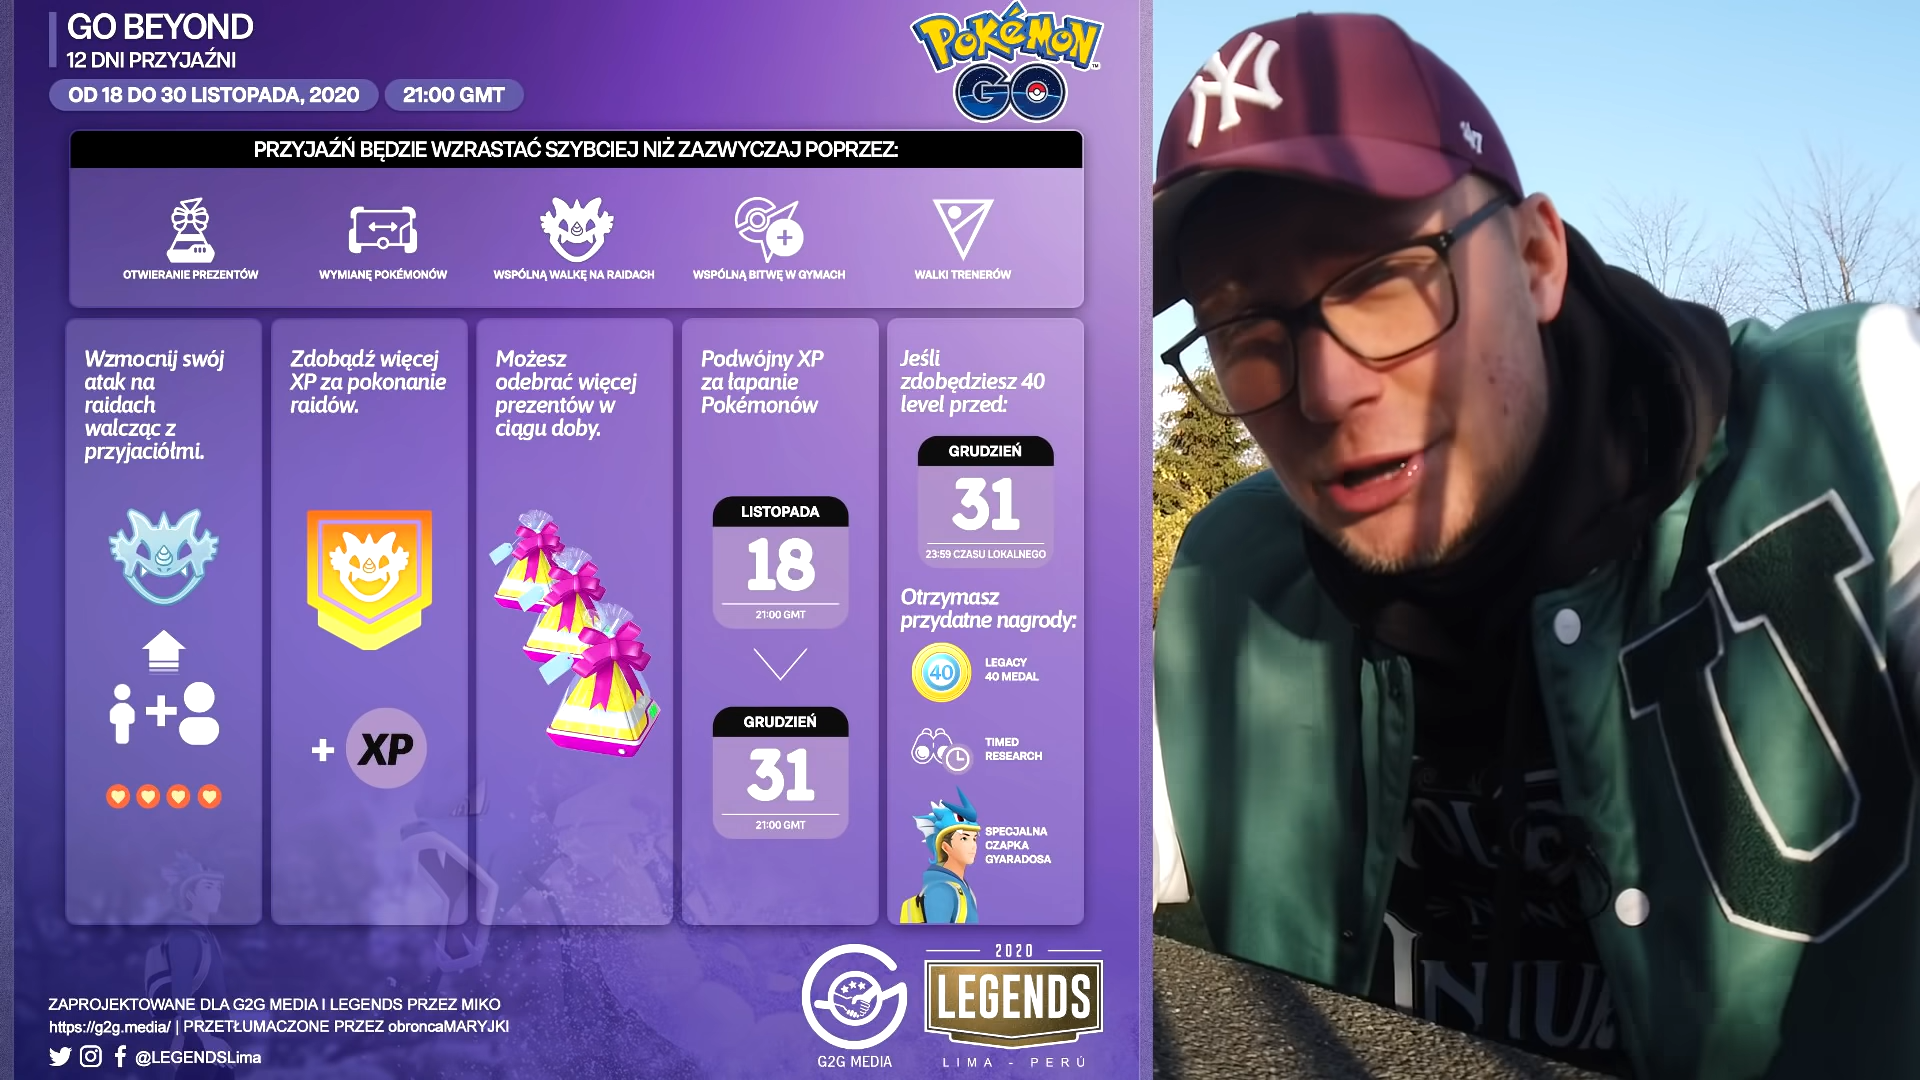 GO BEYOND
12 DNI PRZYJAŹNI
OD 18 DO 30 LISTOPADA, 2020
21:00 GMT
POKéMON
GO
PRZYJAŹŃ BĘDZIE WZRASTAĆ SZYBCIEJ NIŻ ZAZWYCZAJ POPRZEZ:
OTWIERANIE PREZENTÓW
WYMIANĘ POKÉMONÓW
WSPÓLNĄ WALKĘ NA RAIDACH
WSPÓLNĄ BITWĘ W GYMACH
WALKI TRENERÓW
Wzmocnij swój
atak na
raidach
walcząc z
przyjaciółmi.
Zdobądź więcej
XP za pokonanie
raidów.
+ XP
Możesz
odebrać więcej
prezentów w
ciągu doby.
Podwójny XP
za łapanie
Pokémonów
LISTOPADA
18
21:00 GMT
GRUDZIEŃ
31
21:00 GMT
Jeśli
zdobędziesz 40
level przed:
GRUDZIEŃ
31
23:59 CZASU LOKALNEGO
Otrzymasz
przydatne nagrody:
40
LEGACY
40 MEDAL
TIMED
RESEARCH
SPECJALNA
CZAPKA
GYARADOSA
ZAPROJEKTOWANE DLA G2G MEDIA I LEGENDS PRZEZ MIKO
https://g2g.media/ | PRZETŁUMACZONE PRZEZ obroncaMARYJKI
@LEGENDSLima
G2G MEDIA
2020
LEGENDS
LIMA - PERÚ
NY
'47
U